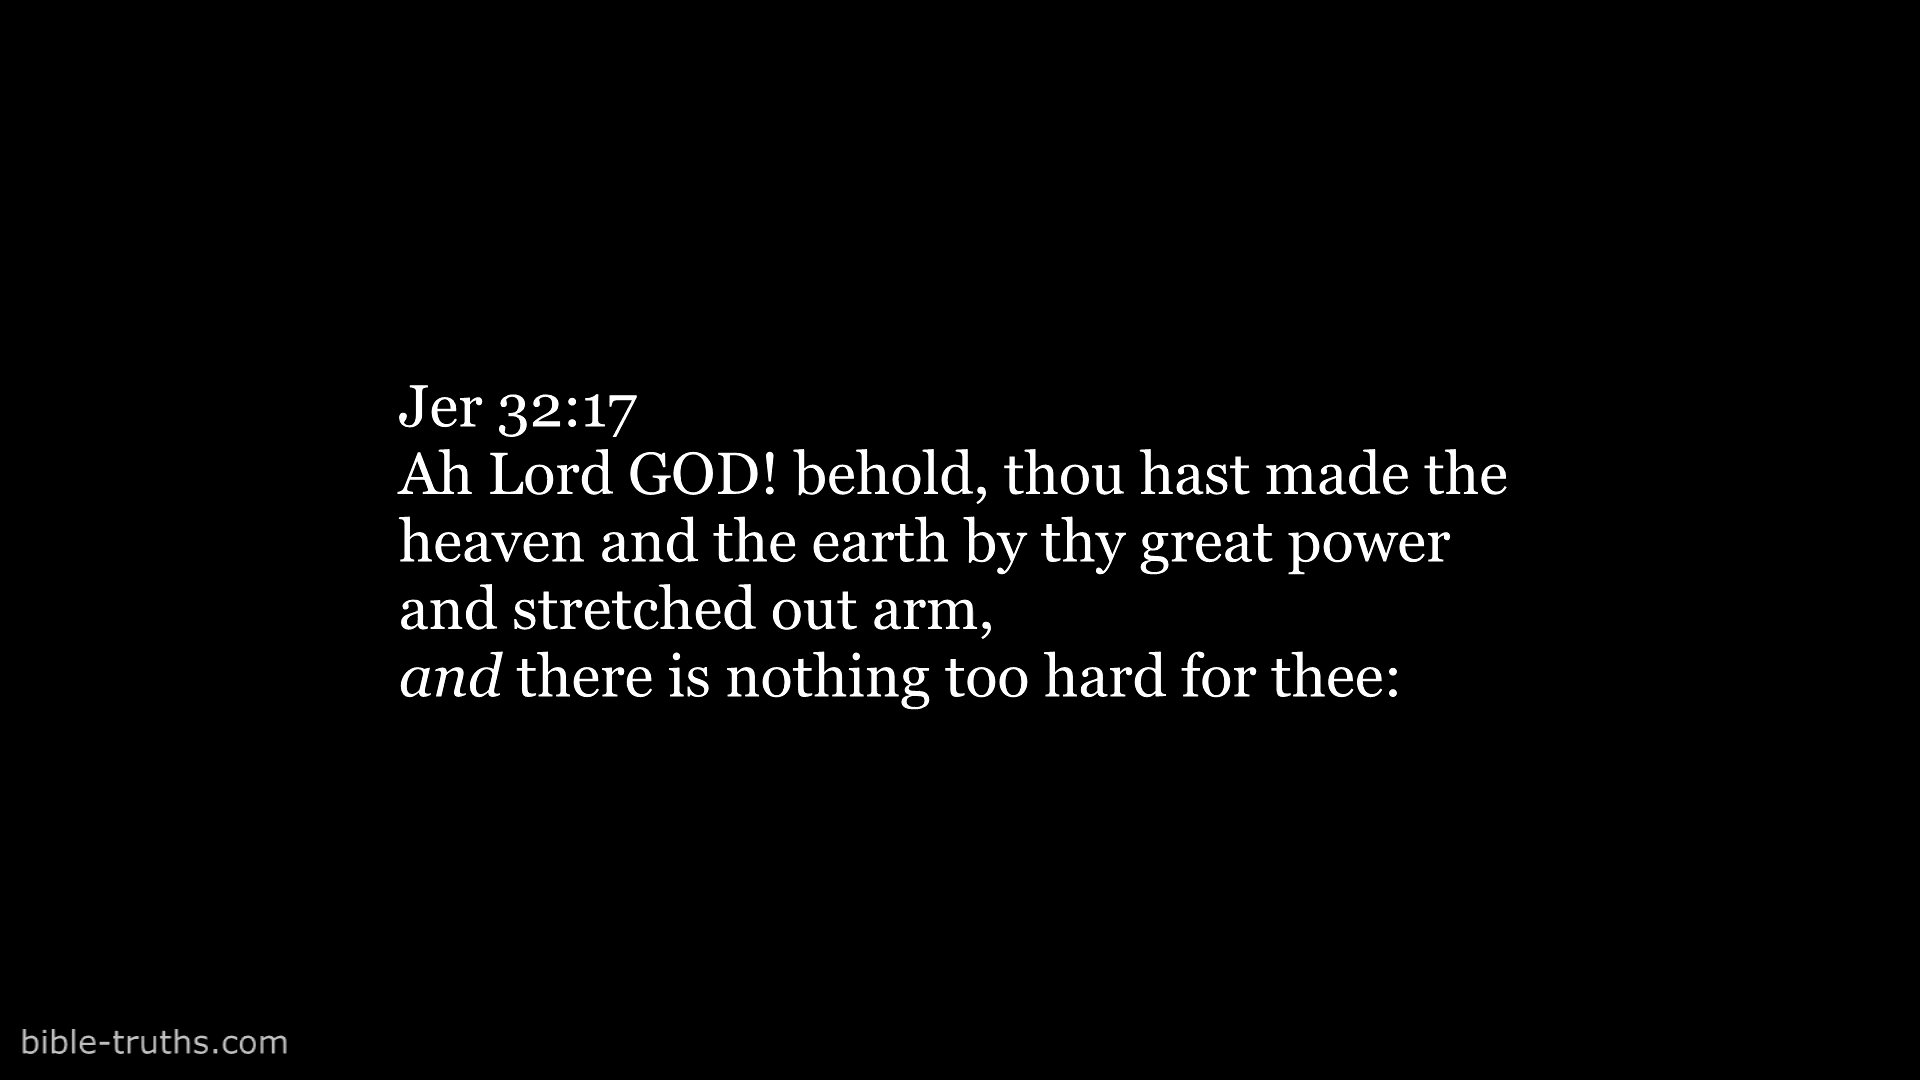 Jer 32:17
Ah Lord GOD! behold, thou hast made the
heaven and the earth by thy great power
and stretched out arm,
and there is nothing too hard for thee:
bible-truths.com